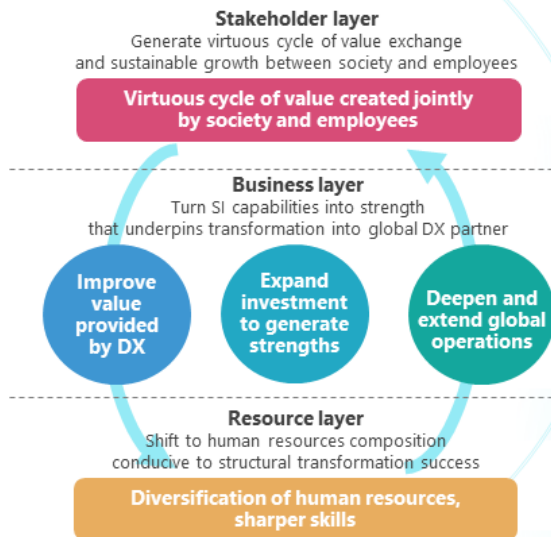 Stakeholder layer
Generate virtuous cycle of value exchange
and sustainable growth between society and employees
Virtuous cycle of value created jointly
by society and employees
Business layer
Turn SI capabilities into strength
that underpins transformation into global DX partner
Improve
value
provided
by DX
Expand
investment
to generate
strengths
Deepen and
extend global
operations
Resource layer
Shift to human resources composition
conducive to structural transformation success
Diversification of human resources,
sharper skills